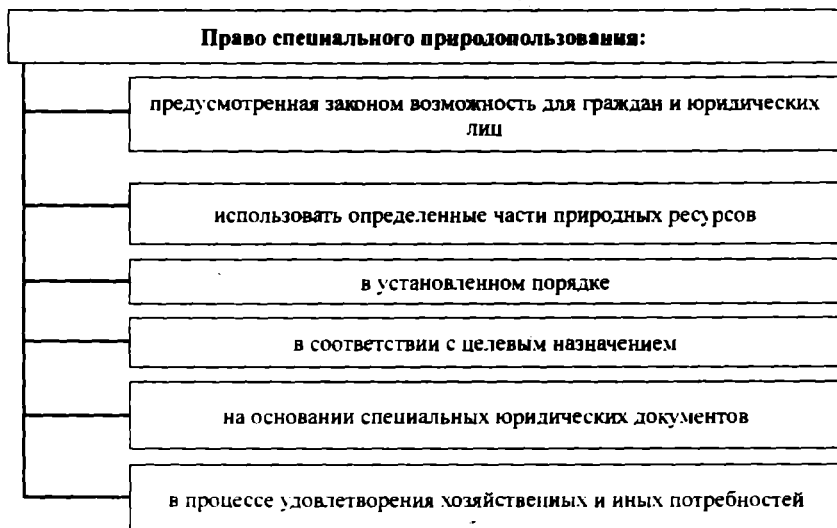 Право специального природопользования:
предусмотренная законом возможность для граждан и юридических
лиц
использовать определенные части природных ресурсов
в установленном порядке
в соответствии с целевым назначением
на основании специальных юридических документов
в процессе удовлетворения хозяйственных и иных потребностей